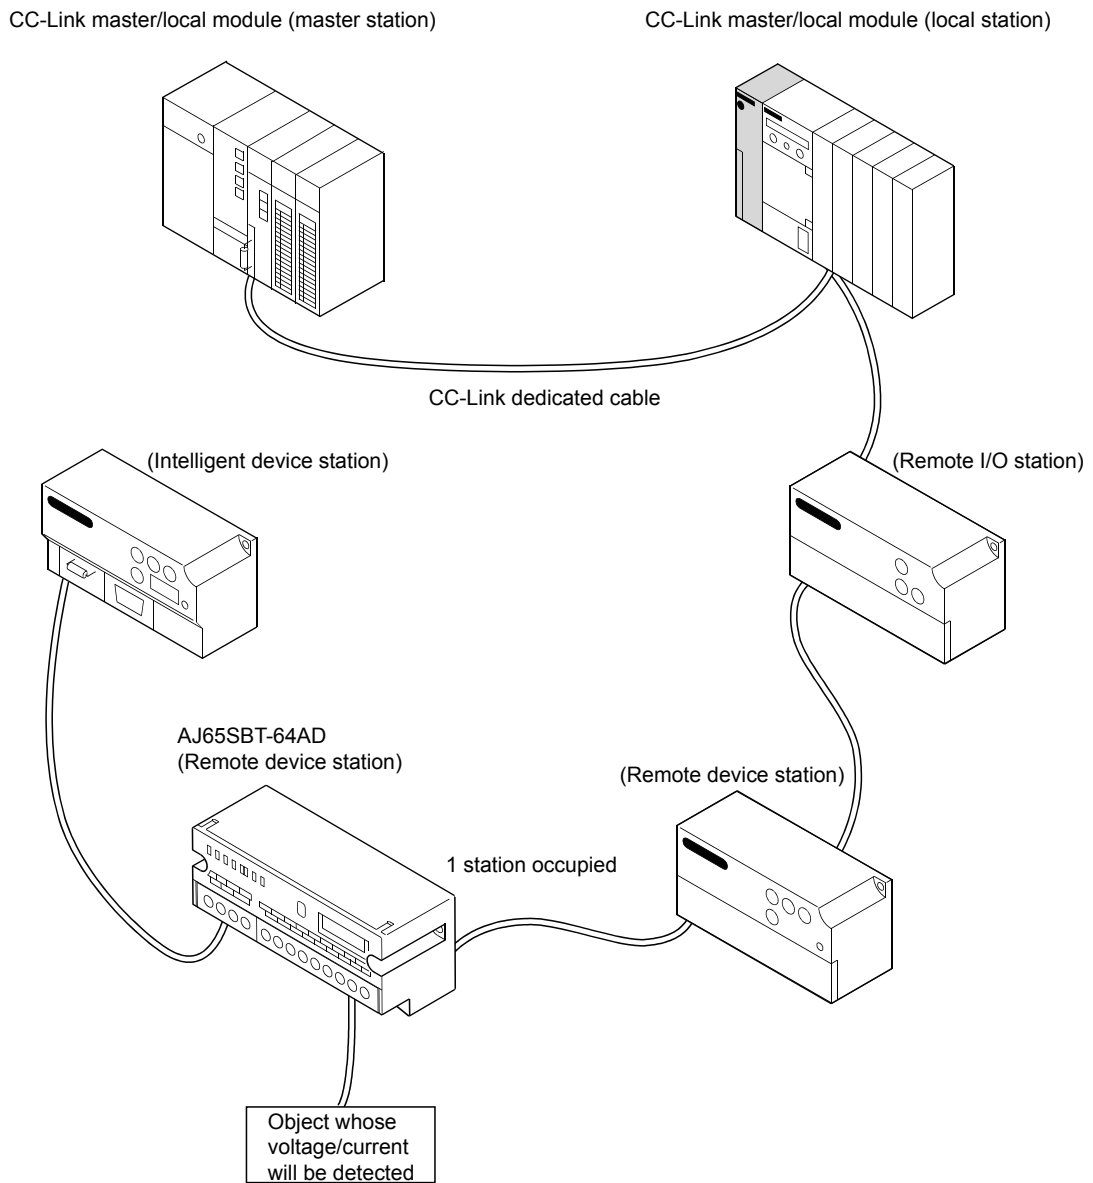 CC-Link master/local module (master station)
CC-Link master/local module (local station)
CC-Link dedicated cable
(Intelligent device station)
(Remote I/O station)
AJ65SBT-64AD
(Remote device station)
(Remote device station)
1 station occupied
Object whose
voltage/current
will be detected